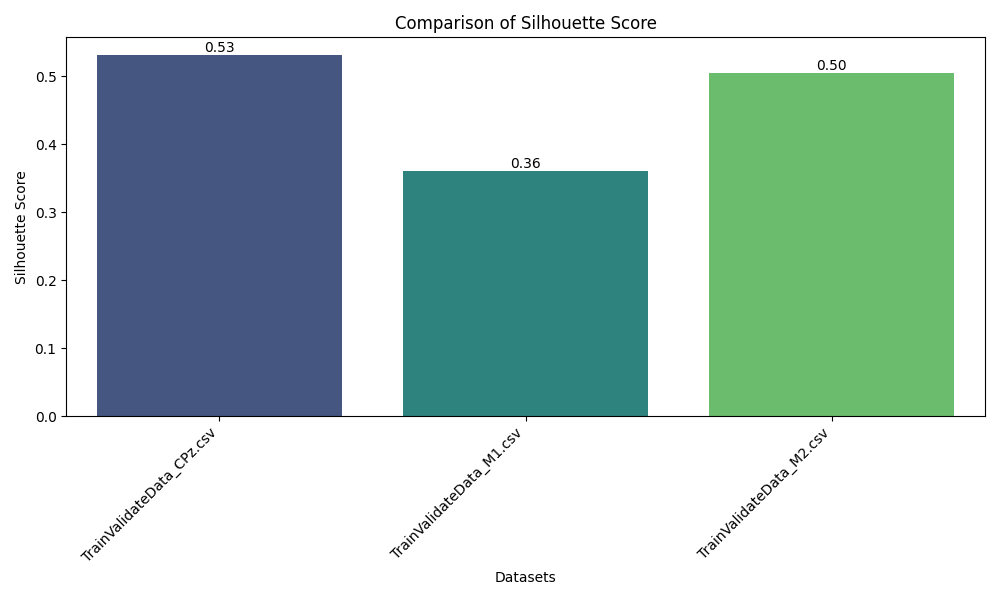 Comparison of Silhouette Score
0.53
0.36
0.50
Silhouette Score
0.5
0.4
0.3
0.2
0.1
0.0
TrainValidateData_CPz.csv
TrainValidateData_M1.csv
TrainValidateData_M2.csv
Datasets